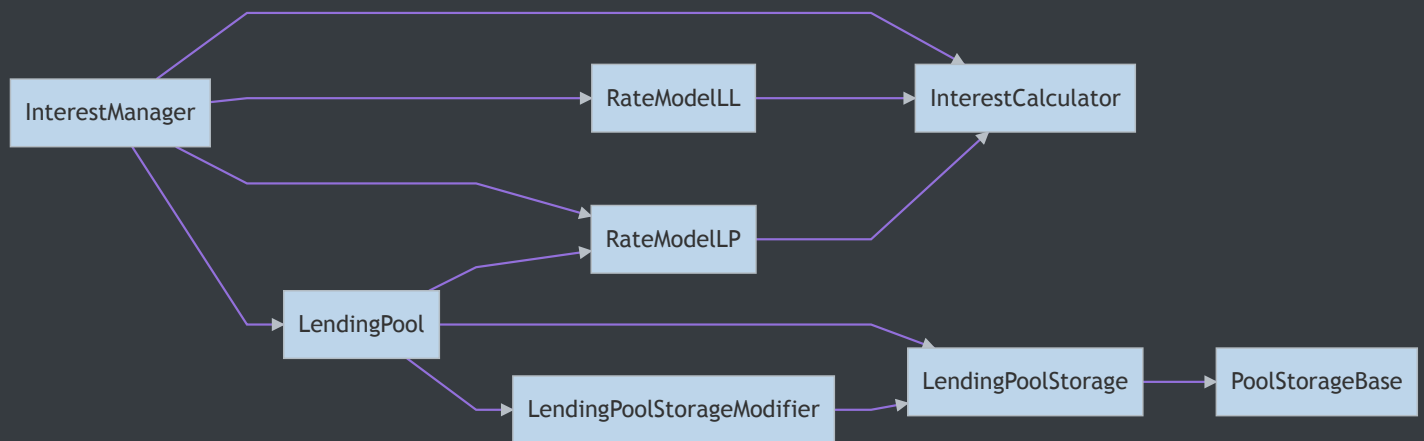 InterestManager
RateModelLL
InterestCalculator
RateModelLP
LendingPool
LendingPoolStorage
PoolStorageBase
LendingPoolStorageModifier